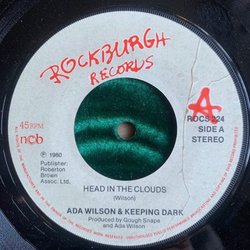 ROCKBURGH
RECORDS
45 RPM
ncb
A
ROCS 224
SIDE A
STEREO
℗ 1980
Publisher:
Roberton
Brown
Assoc. Ltd.
HEAD IN THE CLOUDS
(Wilson)
ADA WILSON & KEEPING DARK
Produced by Gough Snape
and Ada Wilson